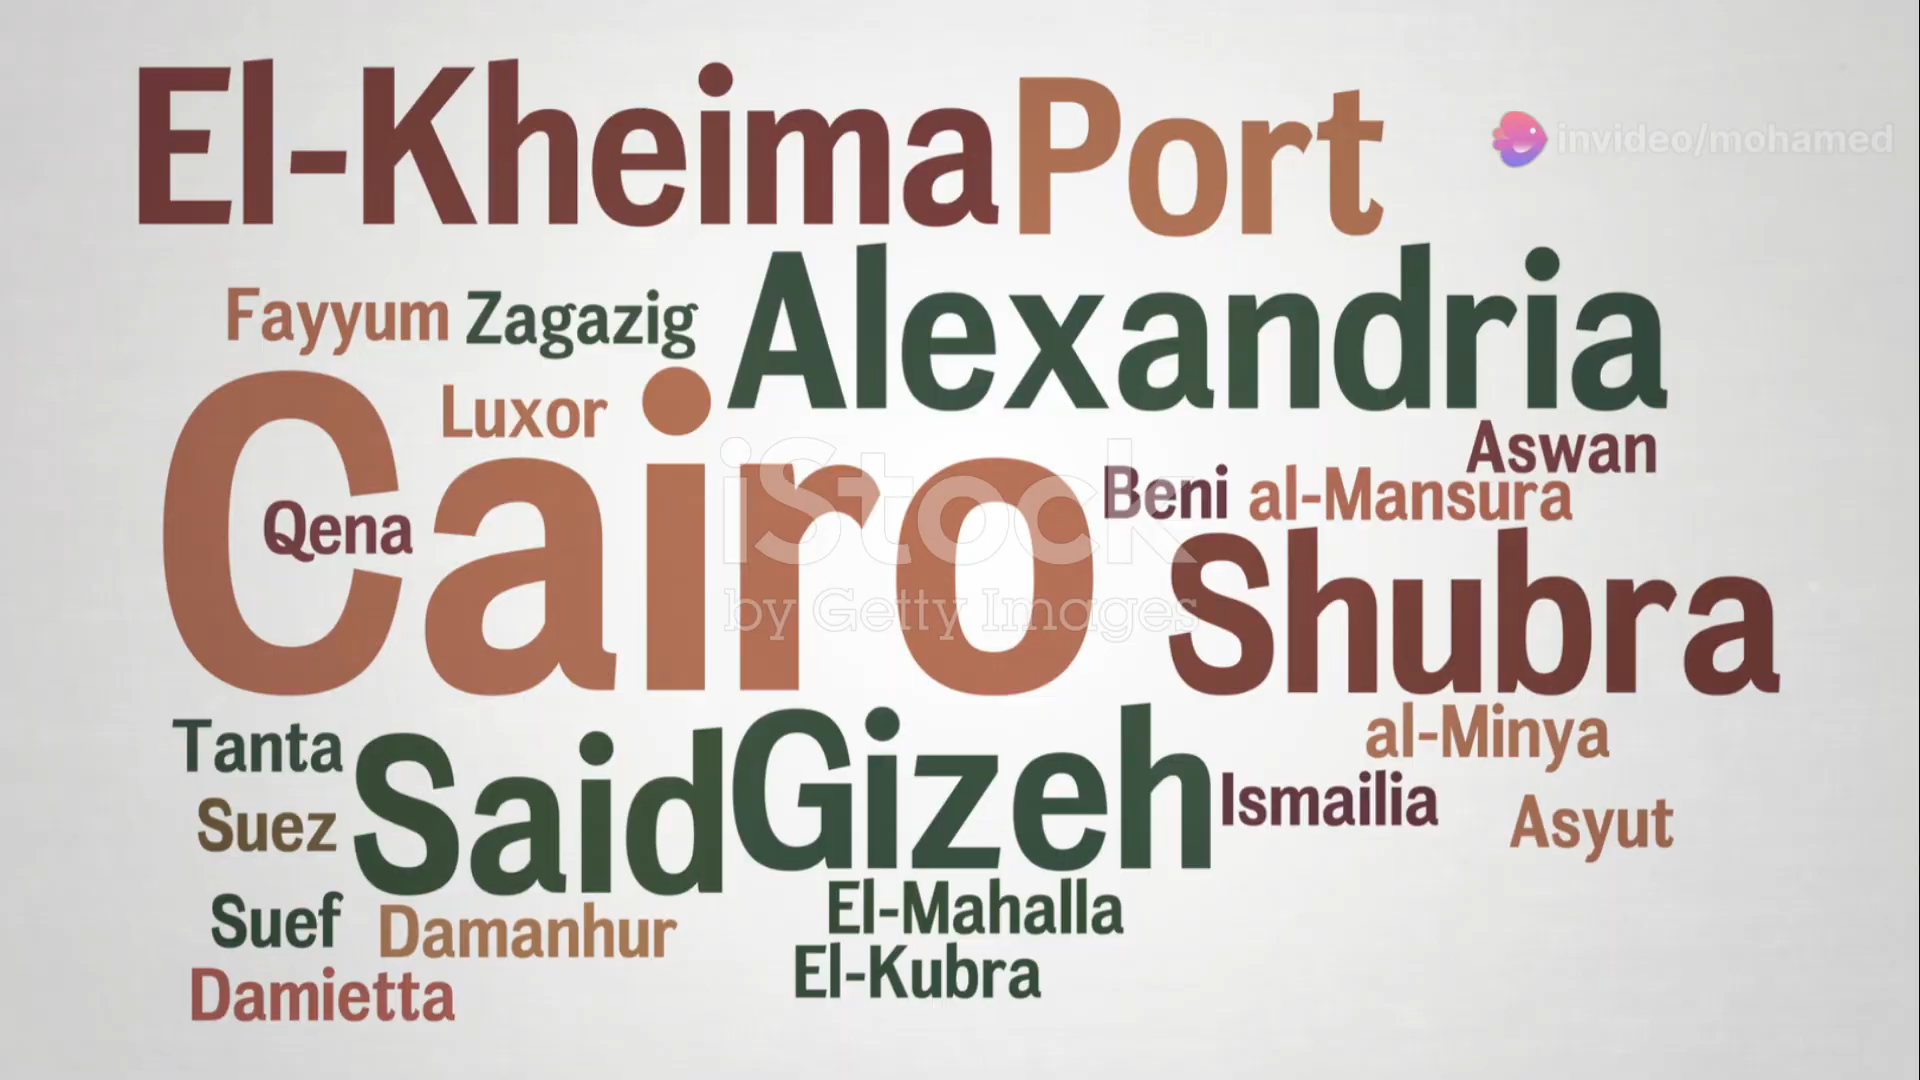 El-Kheima Port
invideo/mohamed
Fayyum Zagazig Alexandria
Luxor
Aswan
Cairo
Qena
Beni al-Mansura
iStock
by Getty Images
Shubra
Tanta
Said Gizeh
al-Minya
Suez
Ismailia
Asyut
Suef Damanhur
El-Mahalla
El-Kubra
Damietta